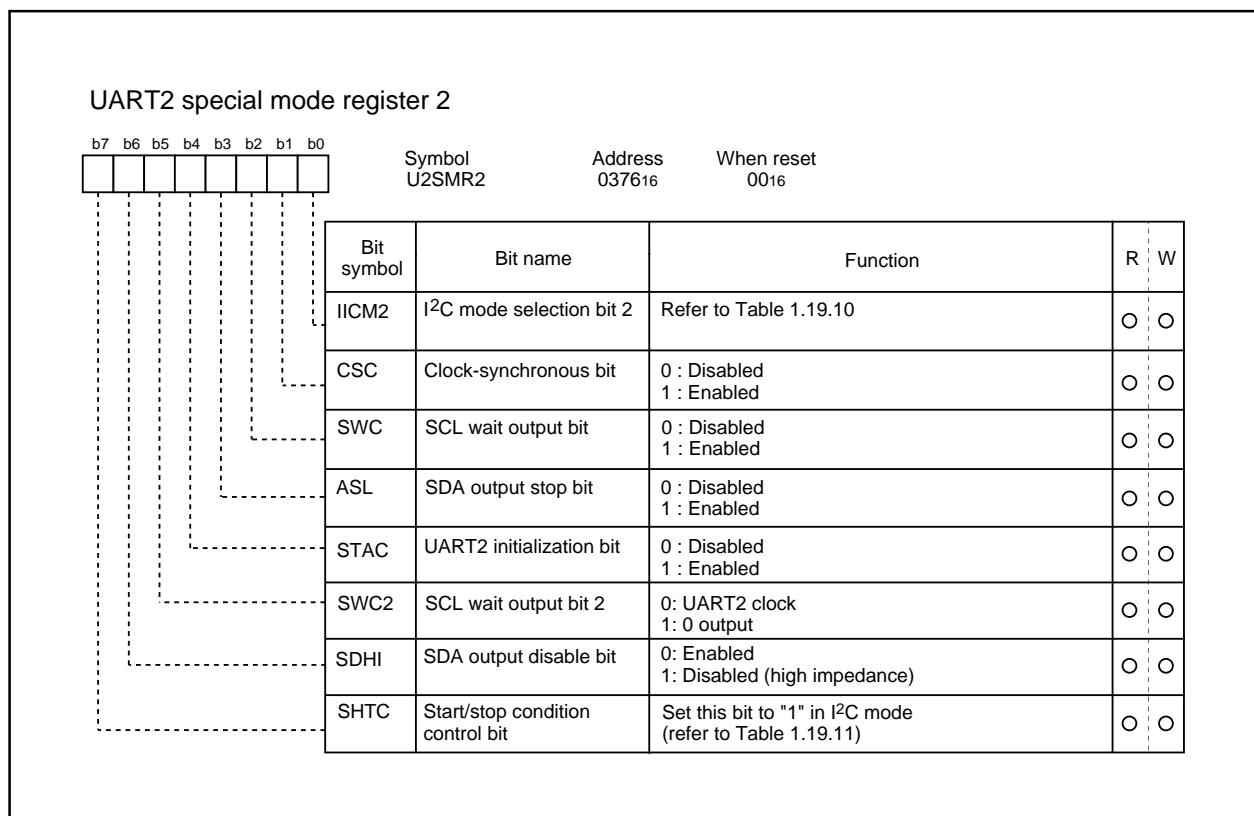 UART2 special mode register 2
b7 b6 b5 b4 b3 b2 b1 b0
Symbol Address When reset
U2SMR2 037616 0016
Bit symbol Bit name Function R W
IICM2 I2C mode selection bit 2 Refer to Table 1.19.10
CSC Clock-synchronous bit 0 : Disabled
1 : Enabled
SWC SCL wait output bit 0 : Disabled
1 : Enabled
ASL SDA output stop bit 0 : Disabled
1 : Enabled
STAC UART2 initialization bit 0 : Disabled
1 : Enabled
SWC2 SCL wait output bit 2 0: UART2 clock
1: 0 output
SDHI SDA output disable bit 0: Enabled
1: Disabled (high impedance)
SHTC Start/stop condition control bit Set this bit to "1" in I2C mode
(refer to Table 1.19.11)